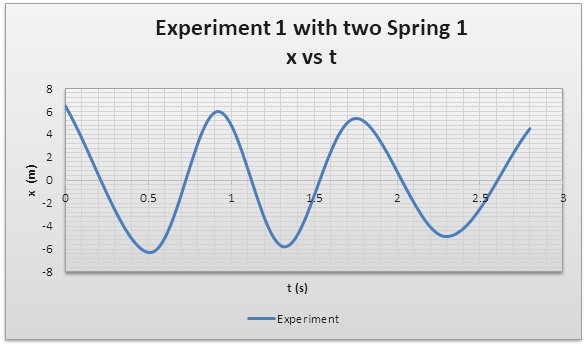 Experiment 1 with two Spring 1
x vs t
8
6
4
2
0
-2
-4
-6
-8
x (m)
0 0.5 1 1.5 2 2.5 3
t (s)
Experiment